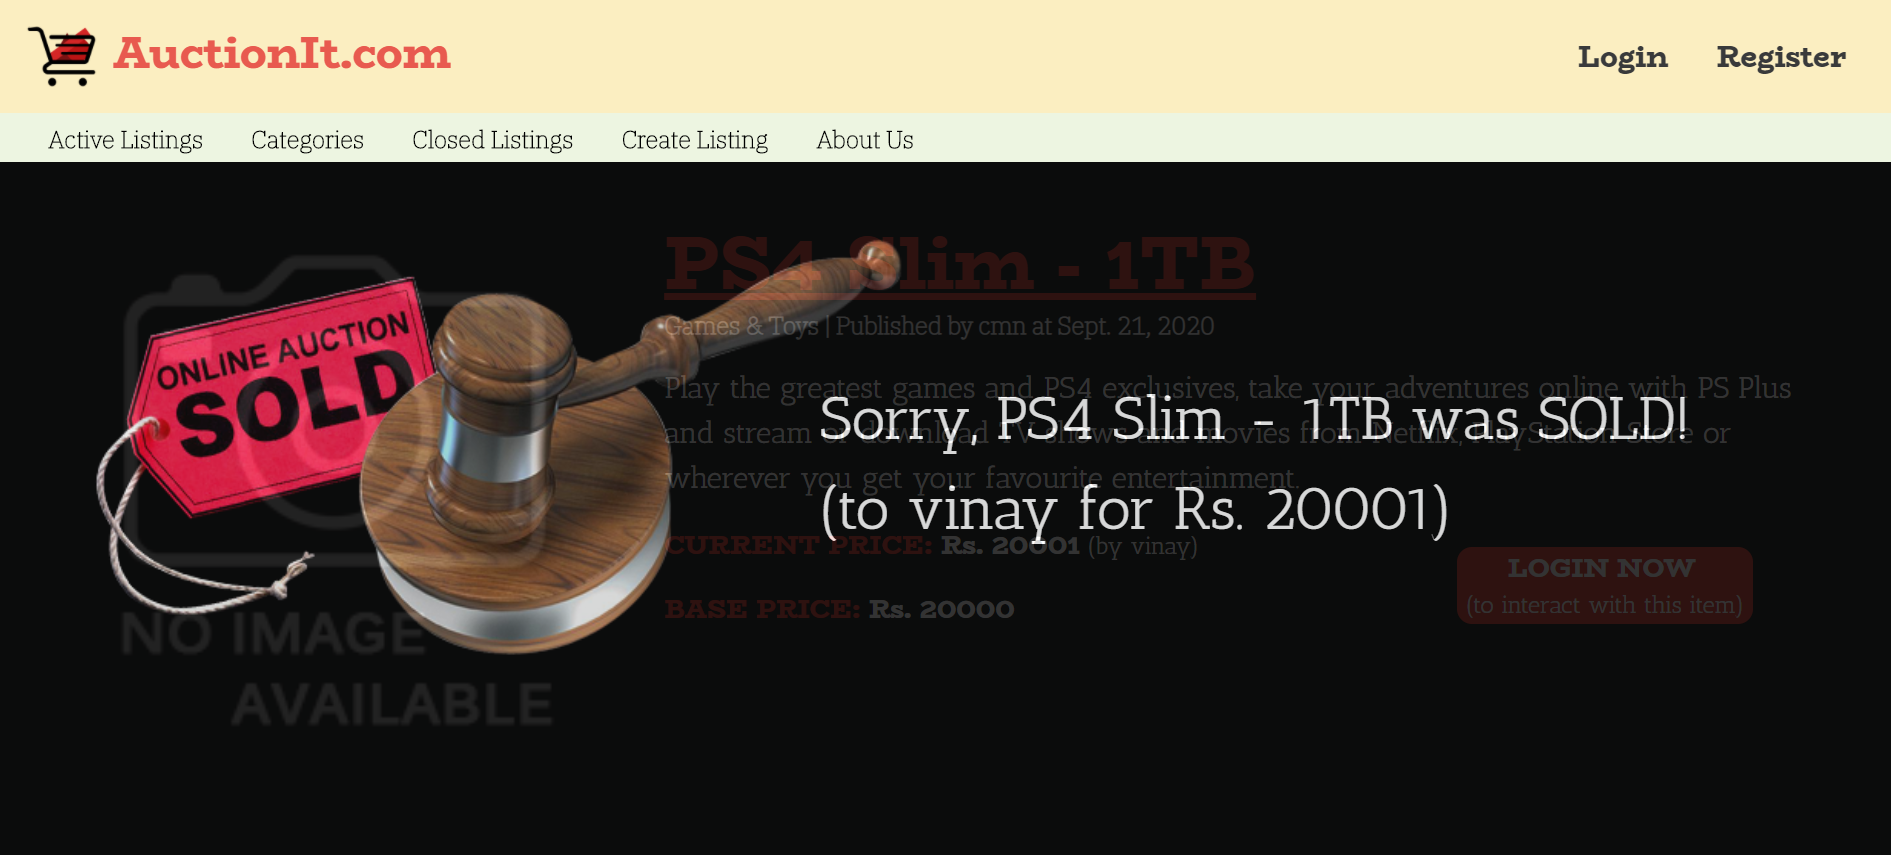 AuctionIt.com
Login
Register
Active Listings
Categories
Closed Listings
Create Listing
About Us
ONLINE AUCTION
SOLD
NO IMAGE
AVAILABLE
PS4 Slim - 1TB
Games & Toys | Published by cmn at Sept. 21, 2020
Play the greatest games and PS4 exclusives, take your adventures online with PS Plus
and stream or download TV shows and movies from Netflix, PlayStation Store or
wherever you get your favourite entertainment.
Sorry, PS4 Slim - 1TB was SOLD!
(to vinay for Rs. 20001)
CURRENT PRICE: Rs. 20001 (by vinay)
BASE PRICE: Rs. 20000
LOGIN NOW
(to interact with this item)